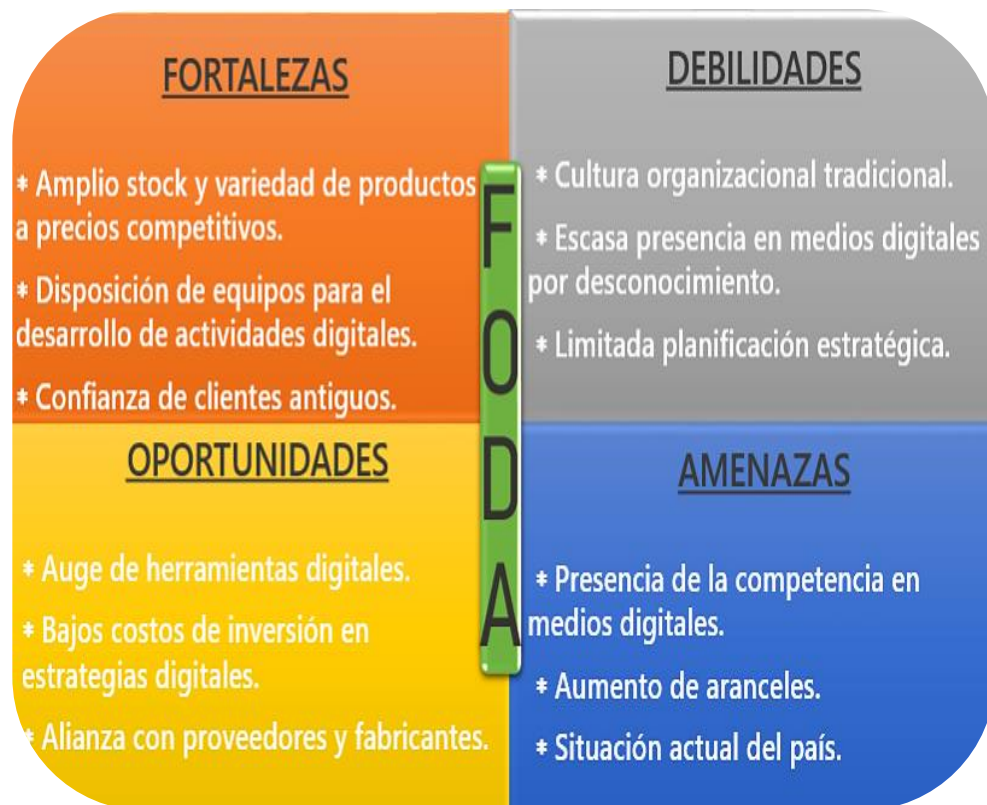 FORTALEZAS
* Amplio stock y variedad de productos
a precios competitivos.
* Disposición de equipos para el
desarrollo de actividades digitales.
* Confianza de clientes antiguos.
DEBILIDADES
* Cultura organizacional tradicional.
* Escasa presencia en medios digitales
por desconocimiento.
* Limitada planificación estratégica.
F
O
D
A
OPORTUNIDADES
* Auge de herramientas digitales.
* Bajos costos de inversión en
estrategias digitales.
* Alianza con proveedores y fabricantes.
AMENAZAS
* Presencia de la competencia en
medios digitales.
* Aumento de aranceles.
* Situación actual del país.